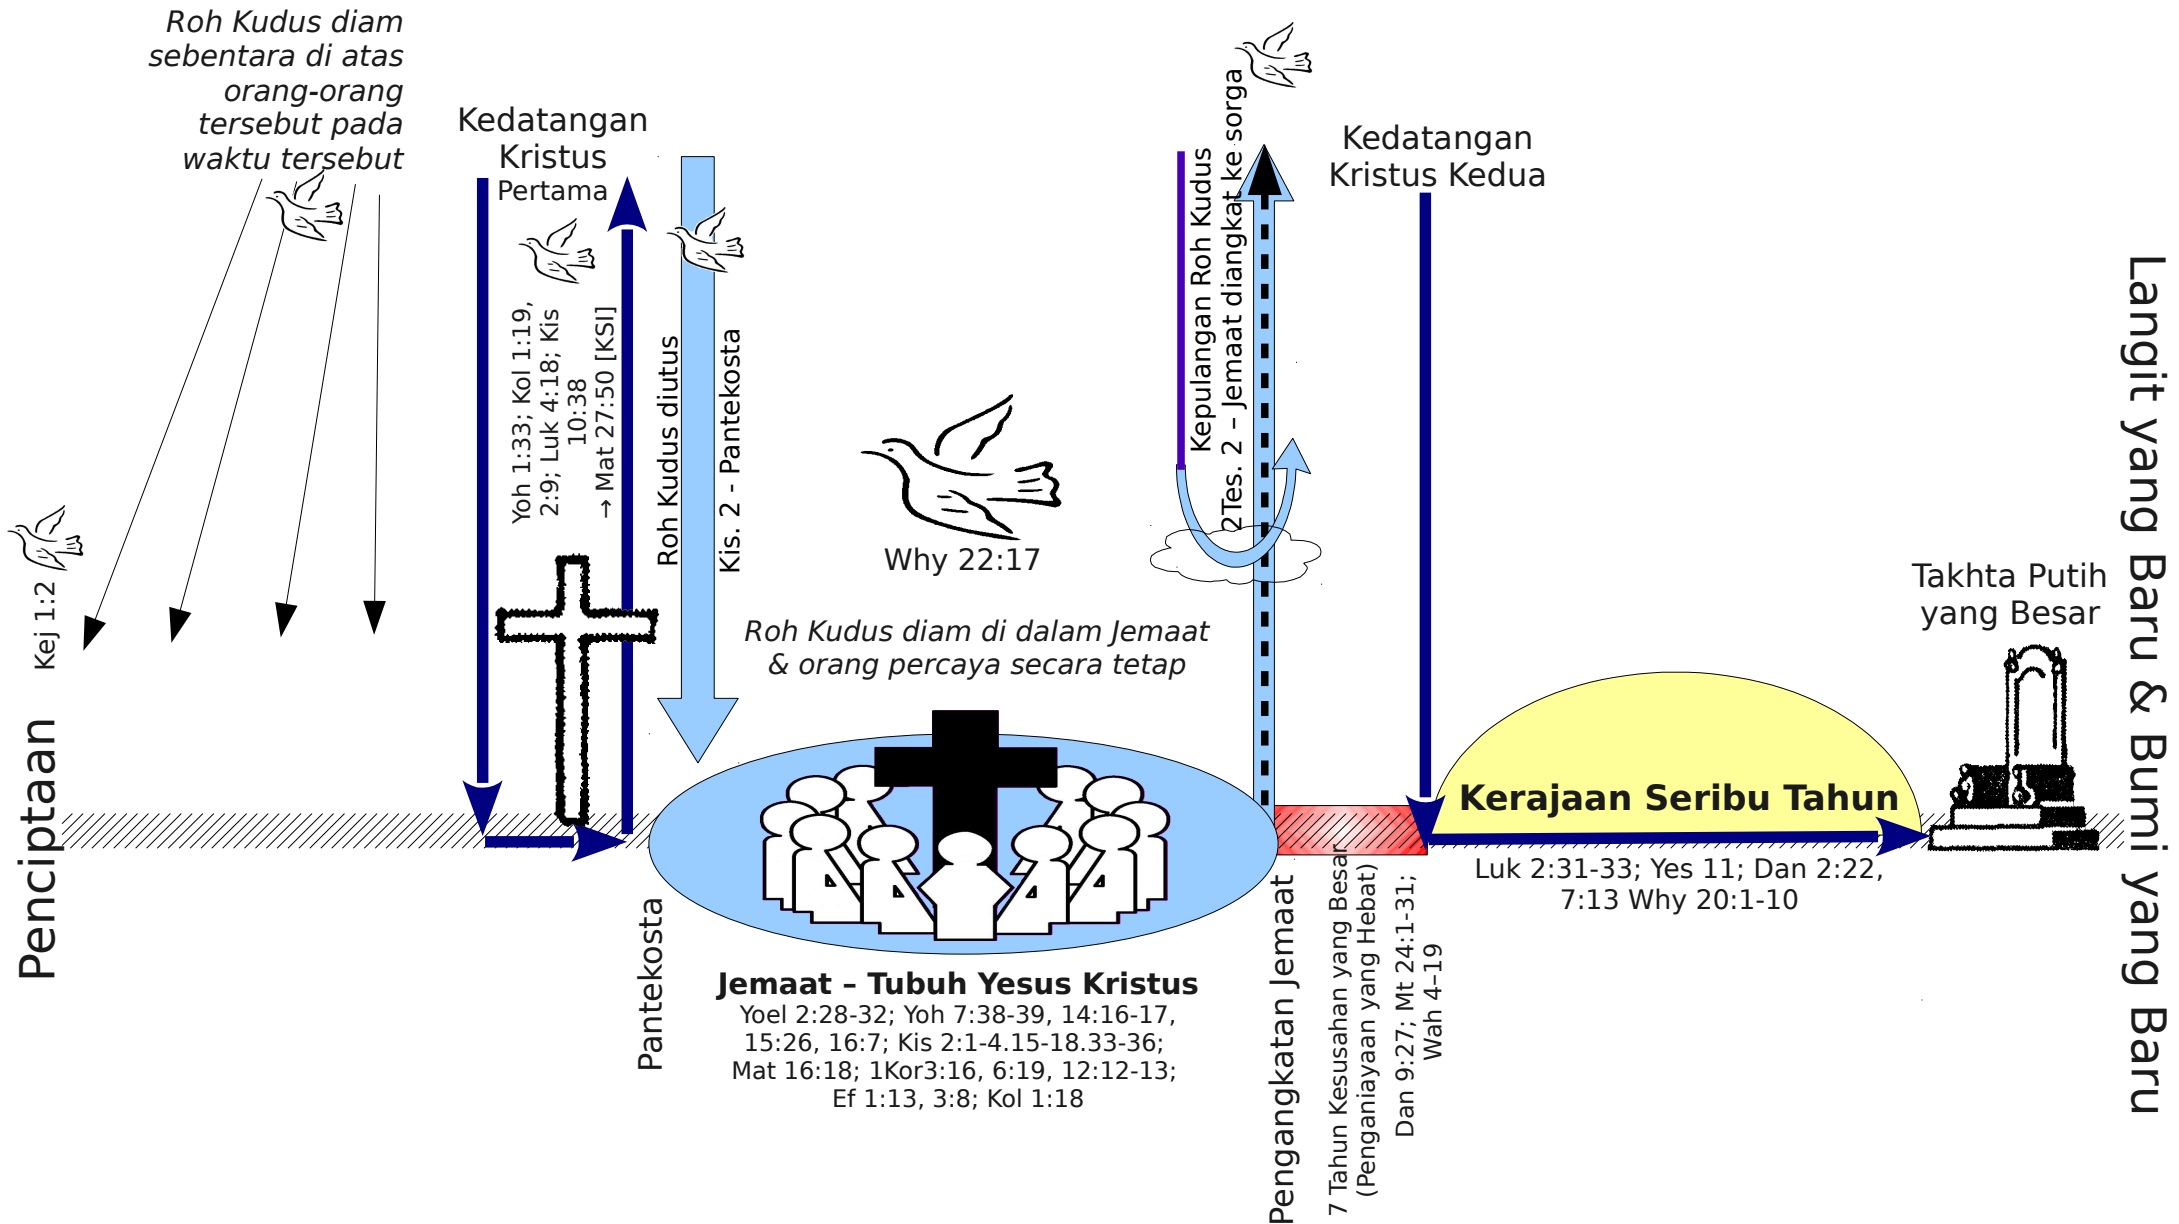 Roh Kudus diam
sebentara di atas
orang-orang
tersebut pada
waktu tersebut
Kej 1:2
Penciptaan
Kedatangan
Kristus
Pertama
Yoh 1:33; Kol 1:19,
2:9; Luk 4:18; Kis
10:38
→ Mat 27:50 [KSI]
Roh Kudus diutus
Kis. 2 - Pantekosta
Pantekosta
Why 22:17
Roh Kudus diam di dalam Jemaat
& orang percaya secara tetap
Jemaat – Tubuh Yesus Kristus
Yoel 2:28-32; Yoh 7:38-39, 14:16-17,
15:26, 16:7; Kis 2:1-4.15-18.33-36;
Mat 16:18; 1Kor3:16, 6:19, 12:12-13;
Ef 1:13, 3:8; Kol 1:18
Kepulangan Roh Kudus
2Tes. 2 – Jemaat diangkat ke sorga
Pengangkatan Jemaat
7 Tahun Kesusahan yang Besar
(Penganiayaan yang Hebat)
Dan 9:27; Mt 24:1-31;
Wah 4–19
Kedatangan
Kristus Kedua
Kerajaan Seribu Tahun
Luk 2:31-33; Yes 11; Dan 2:22,
7:13 Why 20:1-10
Takhta Putih
yang Besar
Langit yang Baru & Bumi yang Baru